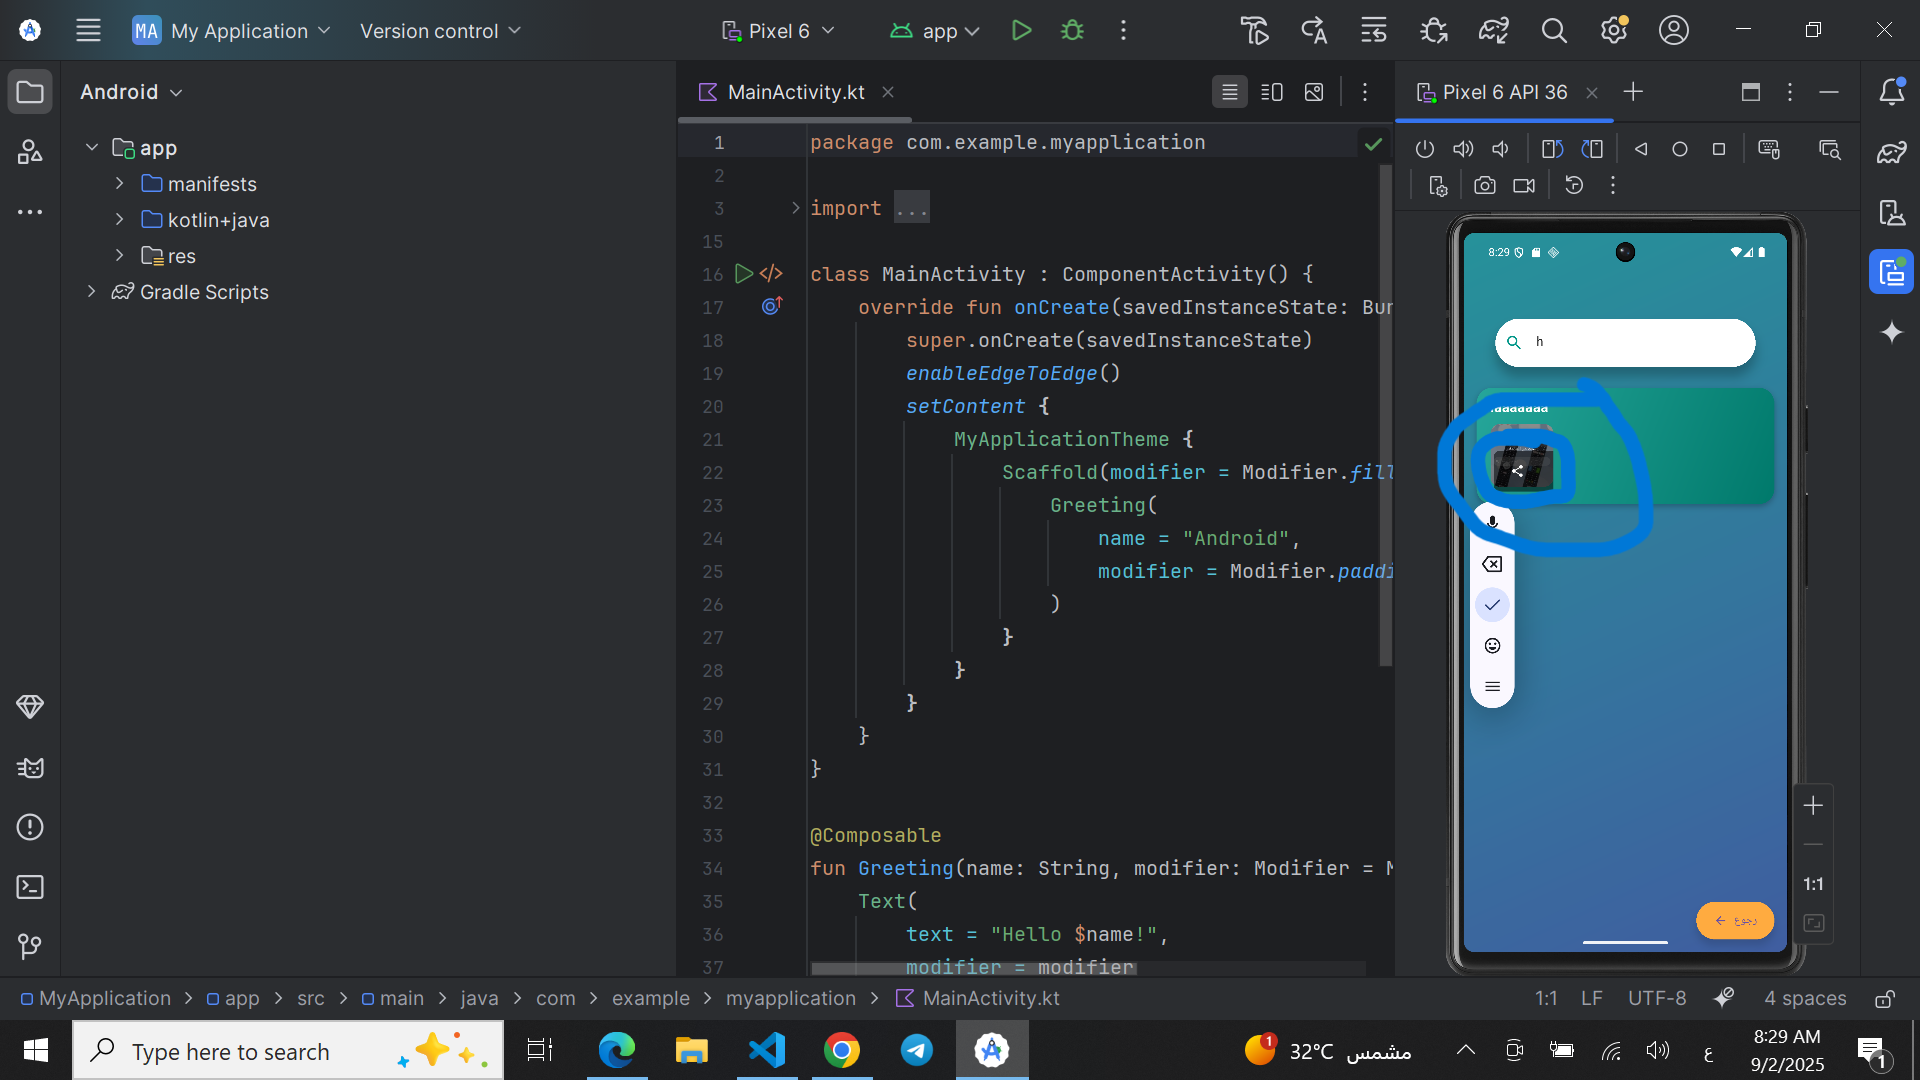 MA My Application
Version control
Pixel 6
app
Android
app
manifests
kotlin+java
res
Gradle Scripts
MainActivity.kt
1 package com.example.myapplication
2
3 import ...
15
16 class MainActivity : ComponentActivity() {
17 override fun onCreate(savedInstanceState: Bun
18 super.onCreate(savedInstanceState)
19 enableEdgeToEdge()
20 setContent {
21 MyApplicationTheme {
22 Scaffold(modifier = Modifier.fill
23 Greeting(
24 name = "Android",
25 modifier = Modifier.paddi
26 )
27 }
28 }
29 }
30 }
31 }
32
33 @Composable
34 fun Greeting(name: String, modifier: Modifier = M
35 Text(
36 text = "Hello $name!",
37 modifier = modifier
Pixel 6 API 36
8:29
h
رجوع
1:1
MyApplication > app > src > main > java > com > example > myapplication > MainActivity.kt
1:1 LF UTF-8 4 spaces
Type here to search
1
32°C مشمس
ع
8:29 AM
9/2/2025
1